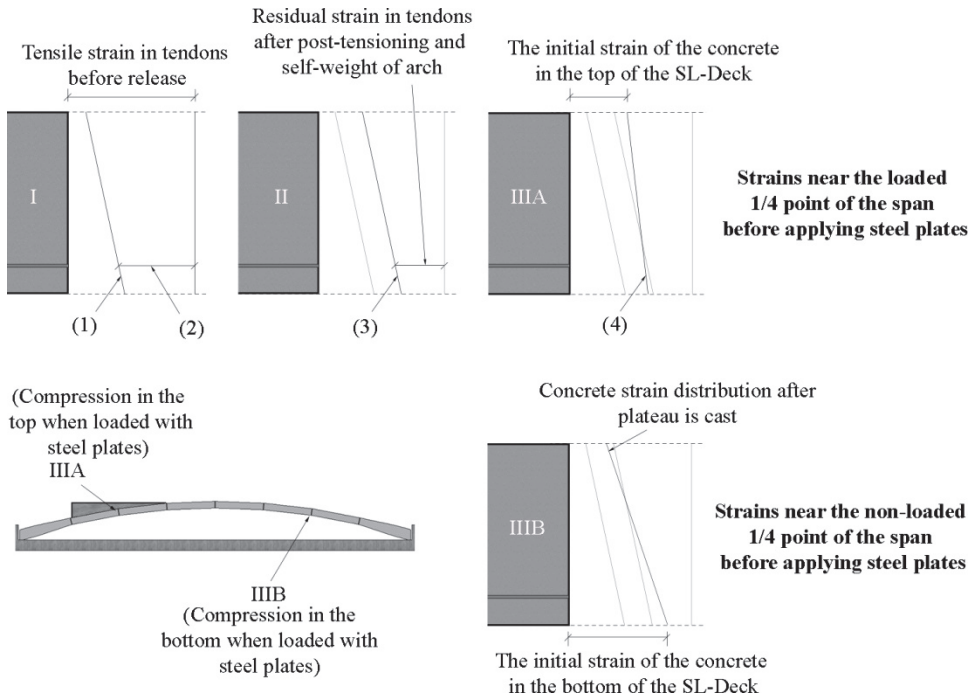 Tensile strain in tendons
before release
Residual strain in tendons
after post-tensioning and
self-weight of arch
The initial strain of the concrete
in the top of the SL-Deck
I
II
IIIA
Strains near the loaded
1/4 point of the span
before applying steel plates
(1)
(2)
(3)
(4)
(Compression in the
top when loaded with
steel plates)
IIIA
IIIB
(Compression in the
bottom when loaded with
steel plates)
Concrete strain distribution after
plateau is cast
IIIB
Strains near the non-loaded
1/4 point of the span
before applying steel plates
The initial strain of the concrete
in the bottom of the SL-Deck